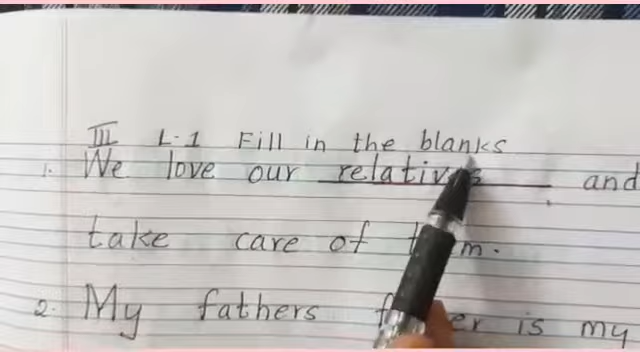 III L-1 Fill in the blanks
1. We love our relatives and
take care of
2. My fathers is my